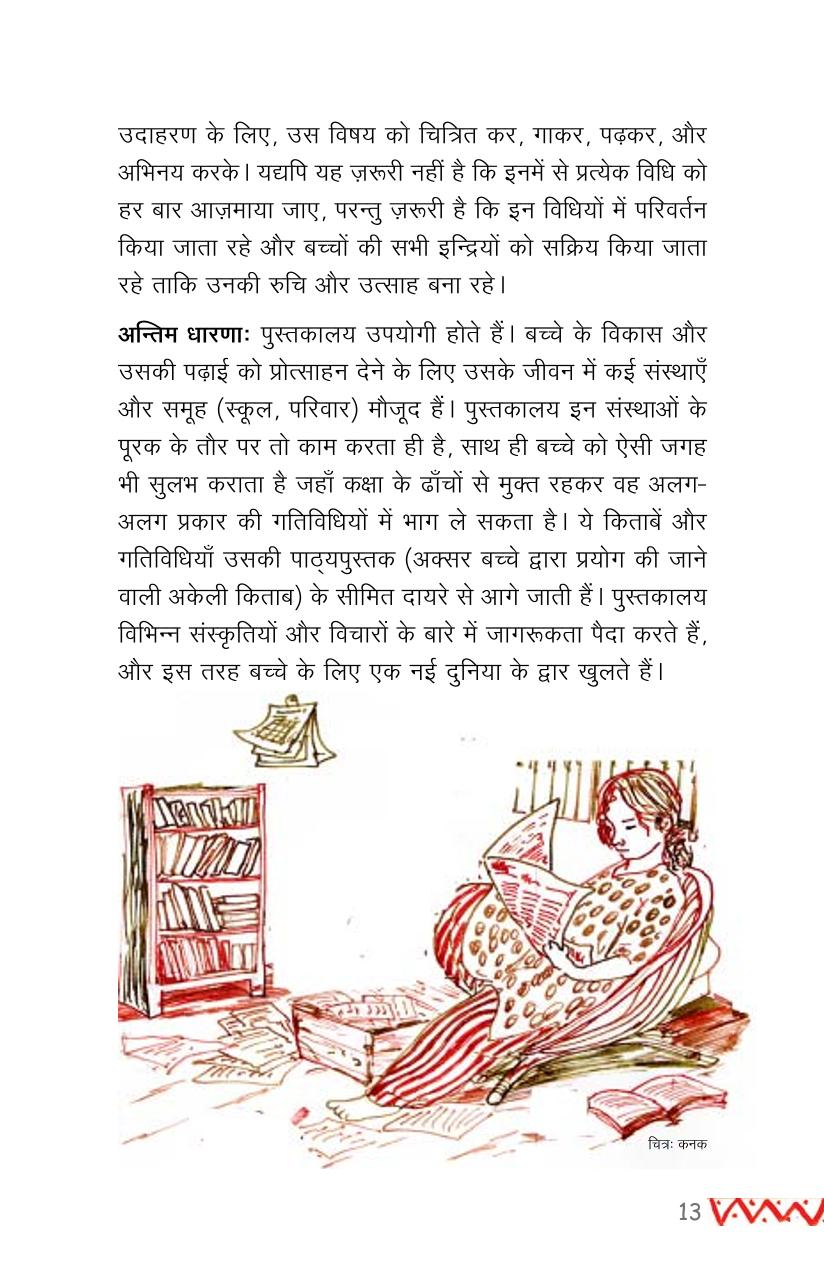 उदाहरण के लिए, उस विषय को चित्रित कर, गाकर, पढ़कर, और
अभिनय करके। यद्यपि यह ज़रूरी नहीं है कि इनमें से प्रत्येक विधि को
हर बार आज़माया जाए, परन्तु ज़रूरी है कि इन विधियों में परिवर्तन
किया जाता रहे और बच्चों की सभी इन्द्रियों को सक्रिय किया जाता
रहे ताकि उनकी रुचि और उत्साह बना रहे।
अन्तिम धारणाः पुस्तकालय उपयोगी होते हैं। बच्चे के विकास और
उसकी पढ़ाई को प्रोत्साहन देने के लिए उसके जीवन में कई संस्थाएँ
और समूह (स्कूल, परिवार) मौजूद हैं। पुस्तकालय इन संस्थाओं के
पूरक के तौर पर तो काम करता ही है, साथ ही बच्चे को ऐसी जगह
भी सुलभ कराता है जहाँ कक्षा के ढाँचों से मुक्त रहकर वह अलग-
अलग प्रकार की गतिविधियों में भाग ले सकता है। ये किताबें और
गतिविधियाँ उसकी पाठ्यपुस्तक (अक्सर बच्चे द्वारा प्रयोग की जाने
वाली अकेली किताब) के सीमित दायरे से आगे जाती हैं। पुस्तकालय
विभिन्न संस्कृतियों और विचारों के बारे में जागरूकता पैदा करते हैं,
और इस तरह बच्चे के लिए एक नई दुनिया के द्वार खुलते हैं।
चित्रः कनक
13